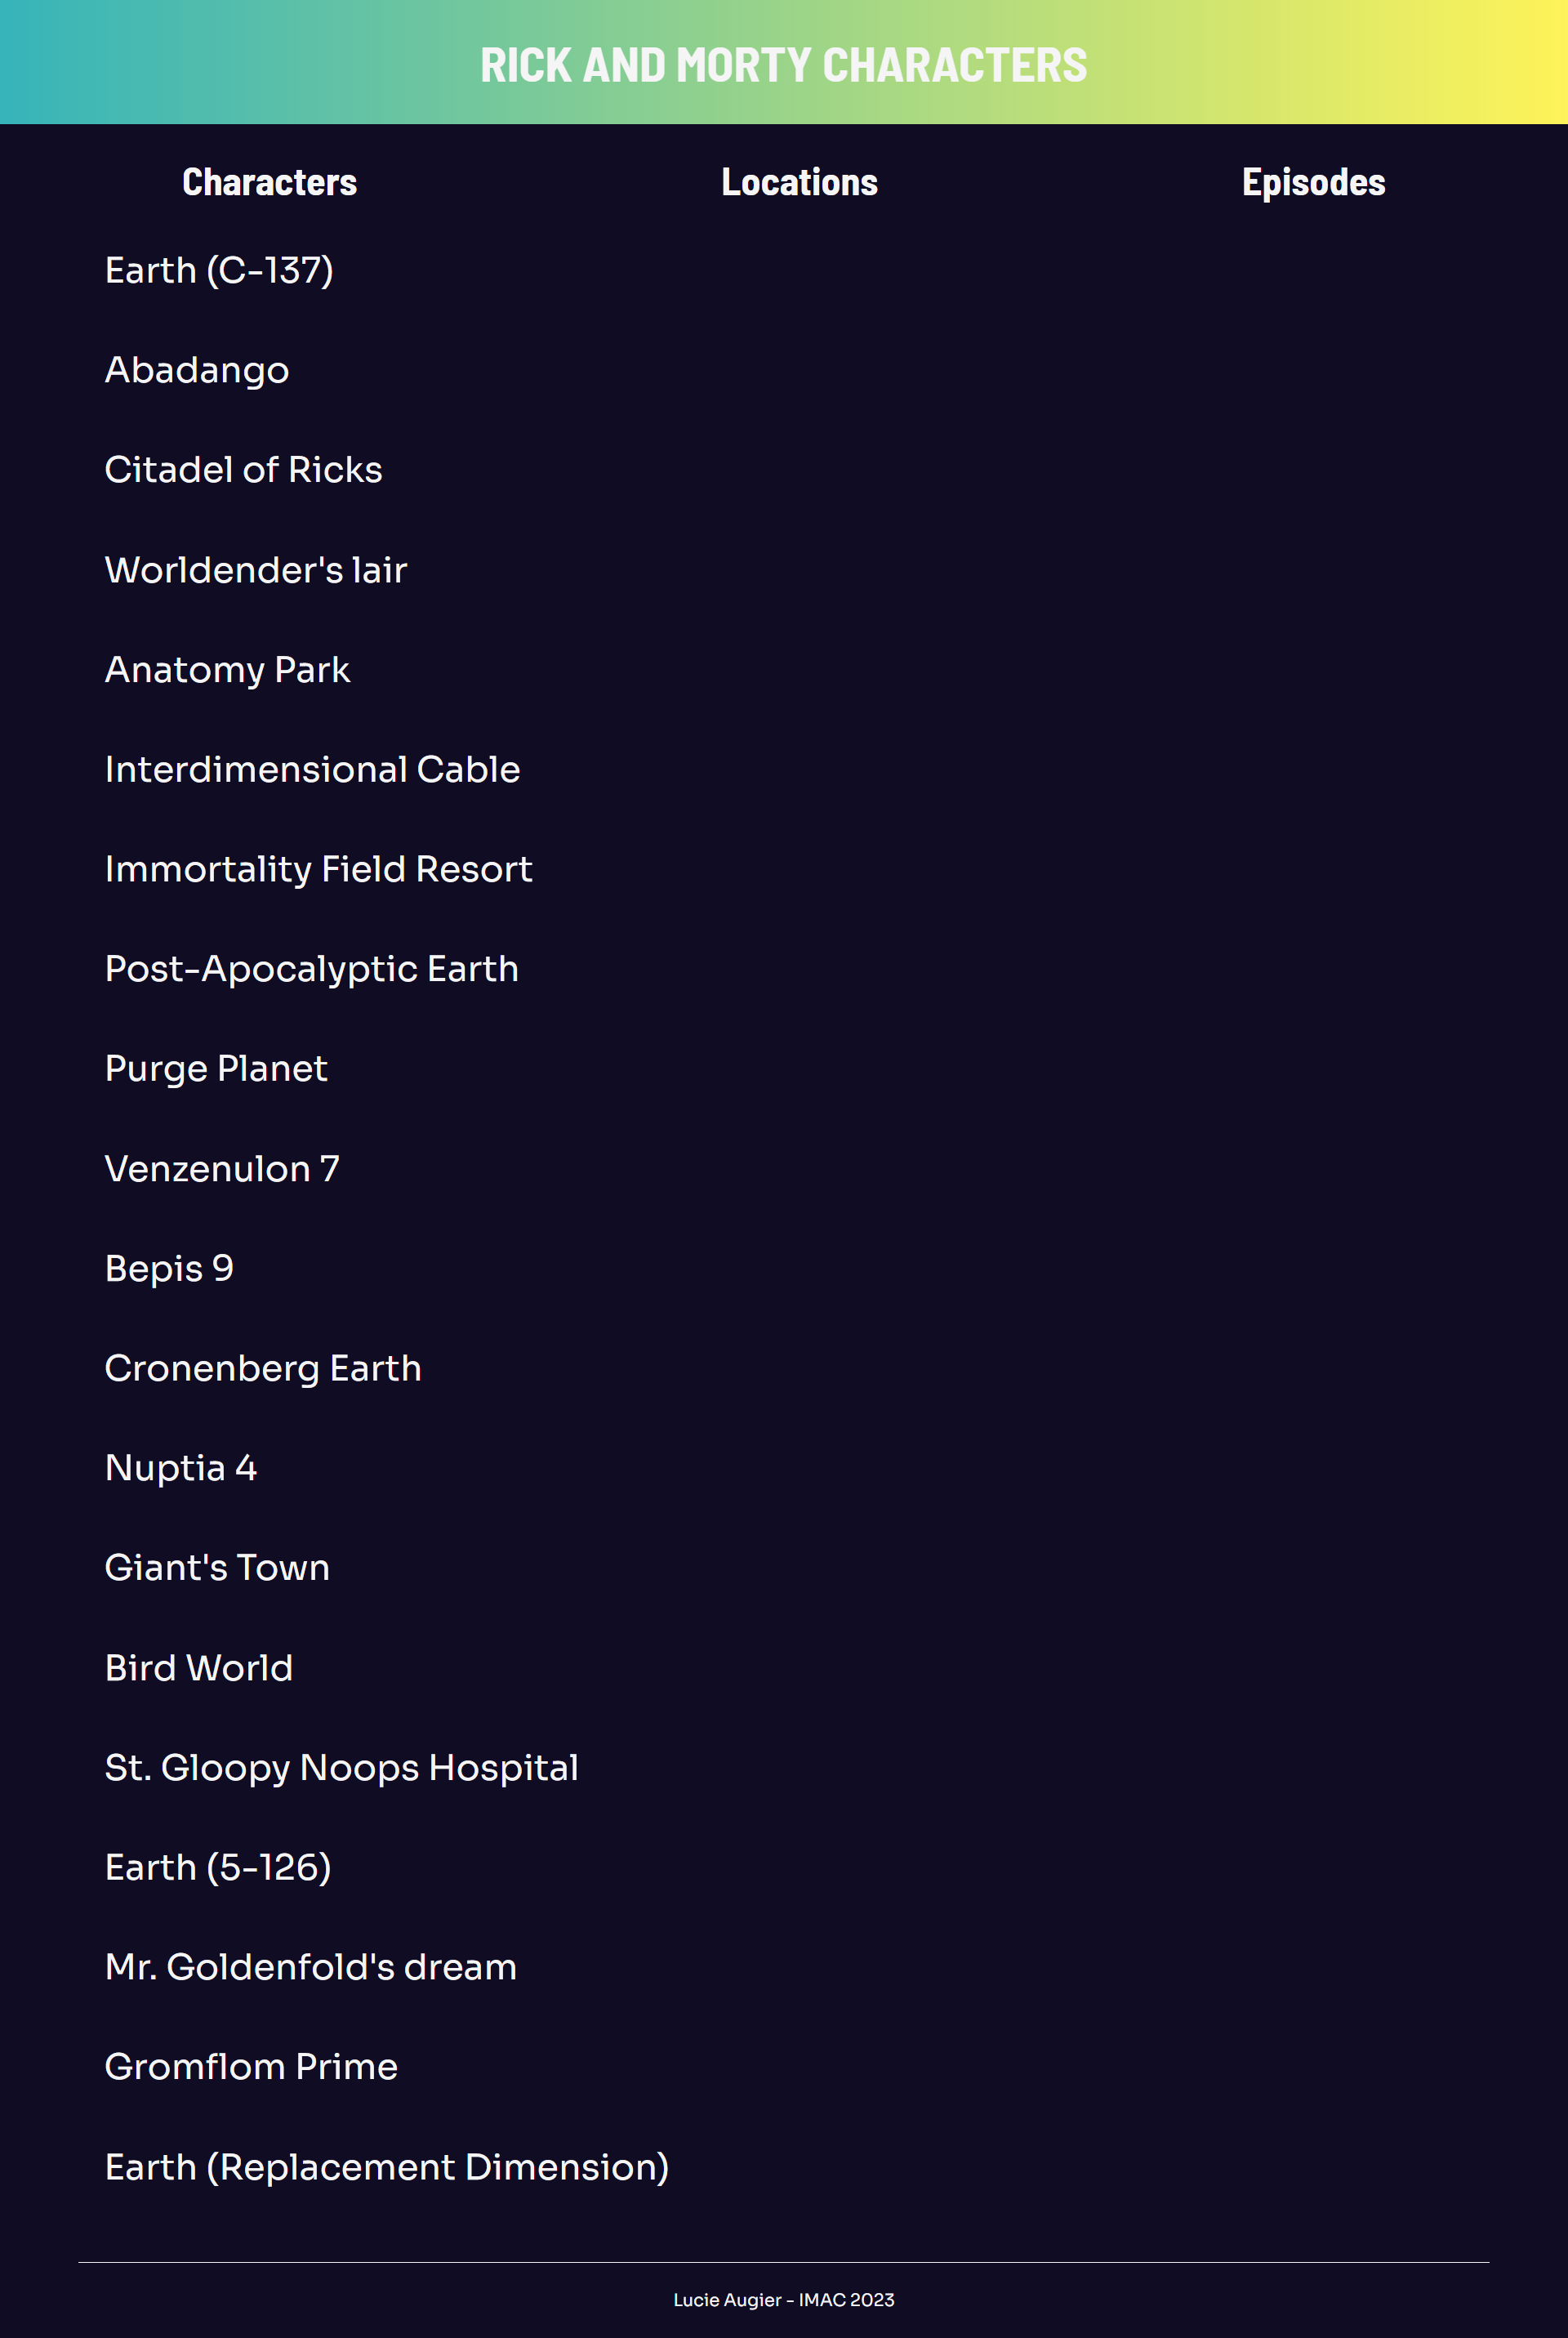 RICK AND MORTY CHARACTERS
Characters Locations Episodes
Earth (C-137)
Abadango
Citadel of Ricks
Worldender's lair
Anatomy Park
Interdimensional Cable
Immortality Field Resort
Post-Apocalyptic Earth
Purge Planet
Venzenulon 7
Bepis 9
Cronenberg Earth
Nuptia 4
Giant's Town
Bird World
St. Gloopy Noops Hospital
Earth (5-126)
Mr. Goldenfold's dream
Gromflom Prime
Earth (Replacement Dimension)
Lucie Augier - IMAC 2023